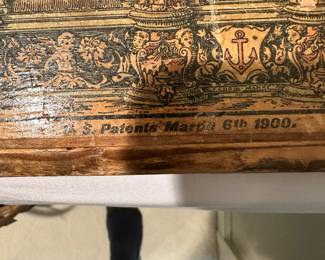 U. S. Patents March 6th 1900.